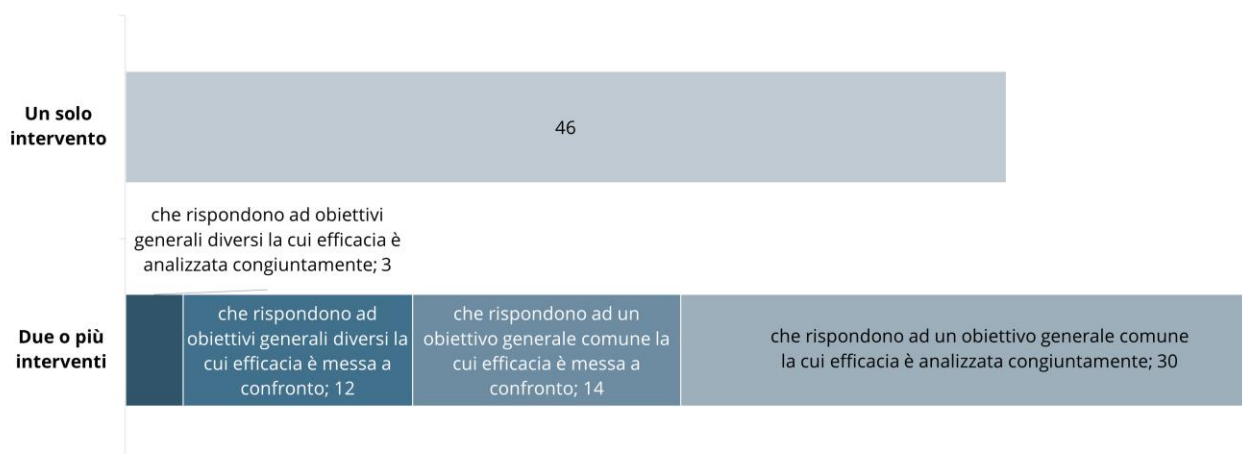 Un solo
intervento
46
che rispondono ad obiettivi
generali diversi la cui efficacia è
analizzata congiuntamente; 3
Due o più
interventi
che rispondono ad
obiettivi generali diversi la
cui efficacia è messa a
confronto; 12
che rispondono ad un
obiettivo generale comune la
cui efficacia è messa a
confronto; 14
che rispondono ad un obiettivo generale comune
la cui efficacia è analizzata congiuntamente; 30